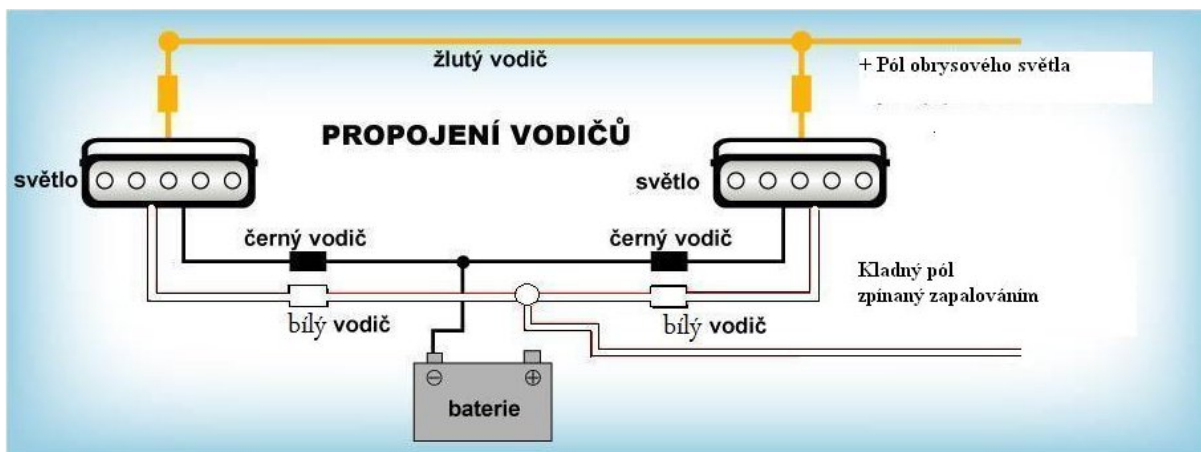 žlutý vodič
+ Pól obrysového světla
PROPOJENÍ VODIČŮ
světlo
světlo
černý vodič
černý vodič
Kladný pól
zpínaný zapalováním
bílý vodič
bílý vodič
baterie